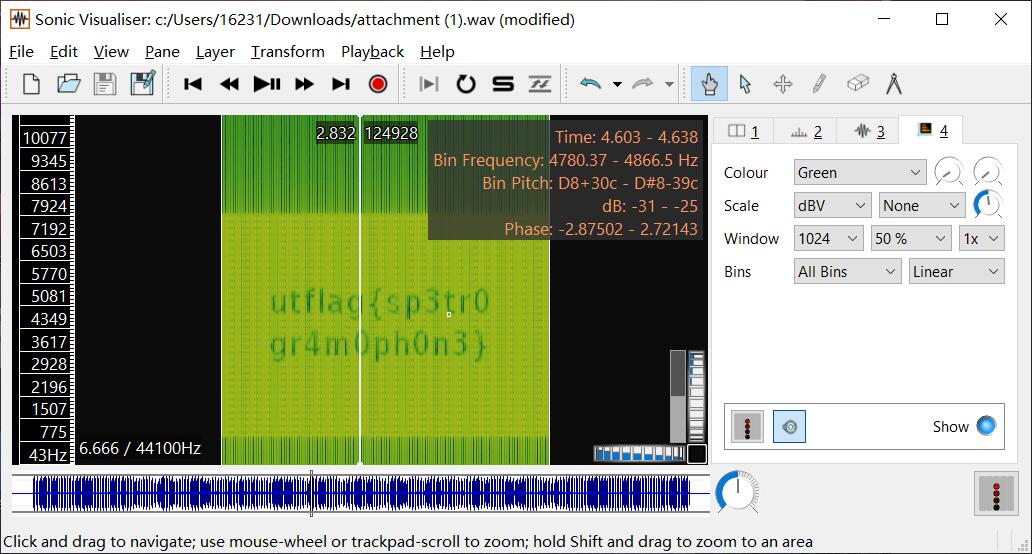 Sonic Visualiser: c:/Users/16231/Downloads/attachment (1).wav (modified)
File Edit View Pane Layer Transform Playback Help
10077
9345
8613
7924
7192
6503
5770
5081
4349
3617
2928
2196
1507
775
43Hz
2.832 124928
Time: 4.603 - 4.638
Bin Frequency: 4780.37 - 4866.5 Hz
Bin Pitch: D8+30c - D#8-39c
dB: -31 - -25
Phase: -2.87502 - 2.72143
utflag{sp3tr0
gr4m0ph0n3}
6.666 / 44100Hz
1 2 3 4
Colour Green
Scale dBV None
Window 1024 50 % 1x
Bins All Bins Linear
Show
Click and drag to navigate; use mouse-wheel or trackpad-scroll to zoom; hold Shift and drag to zoom to an area